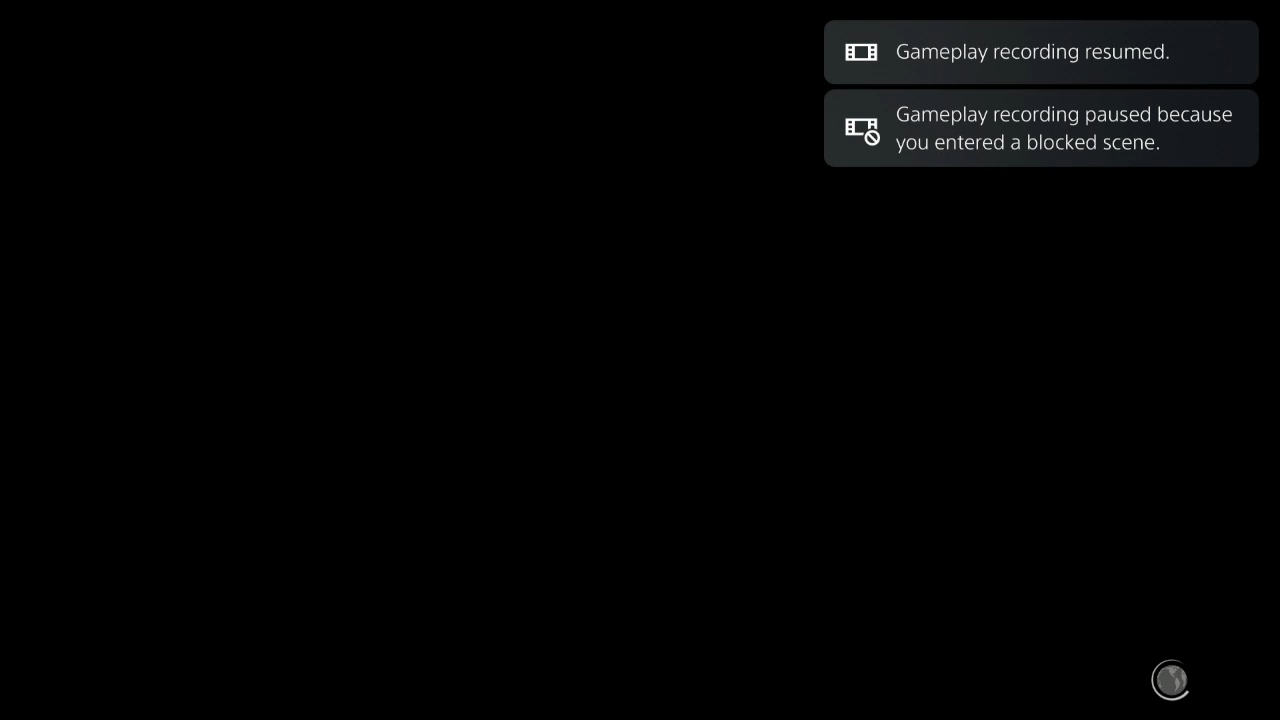 Gameplay recording resumed.
Gameplay recording paused because
you entered a blocked scene.